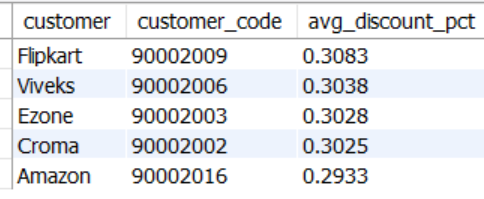 customer customer_code avg_discount_pct
Flipkart 90002009 0.3083
Viveks 90002006 0.3038
Ezone 90002003 0.3028
Croma 90002002 0.3025
Amazon 90002016 0.2933